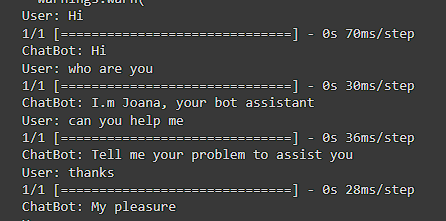 warnings.warn(
User: Hi
1/1 [==============================] - 0s 70ms/step
ChatBot: Hi
User: who are you
1/1 [==============================] - 0s 30ms/step
ChatBot: I.m Joana, your bot assistant
User: can you help me
1/1 [==============================] - 0s 36ms/step
ChatBot: Tell me your problem to assist you
User: thanks
1/1 [==============================] - 0s 28ms/step
ChatBot: My pleasure